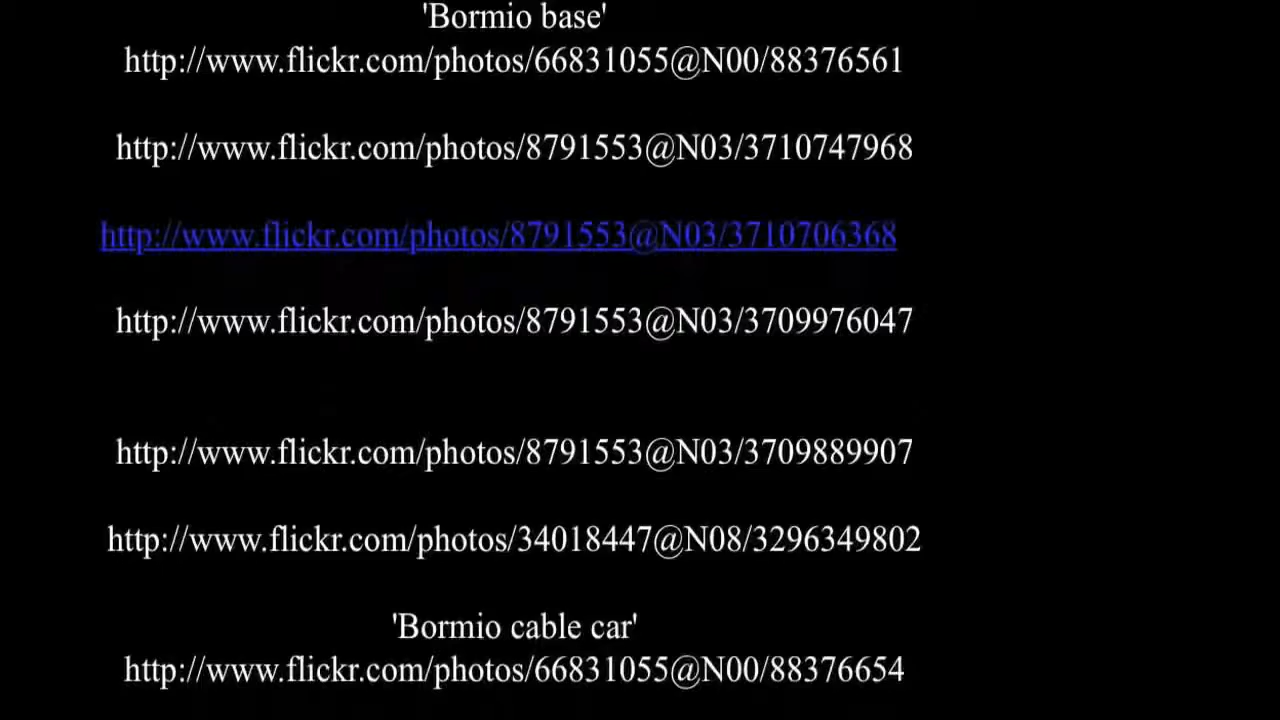 'Bormio base'
http://www.flickr.com/photos/66831055@N00/88376561
http://www.flickr.com/photos/8791553@N03/3710747968
http://www.flickr.com/photos/8791553@N03/3710706368
http://www.flickr.com/photos/8791553@N03/3709976047
http://www.flickr.com/photos/8791553@N03/3709889907
http://www.flickr.com/photos/34018447@N08/3296349802
'Bormio cable car'
http://www.flickr.com/photos/66831055@N00/88376654